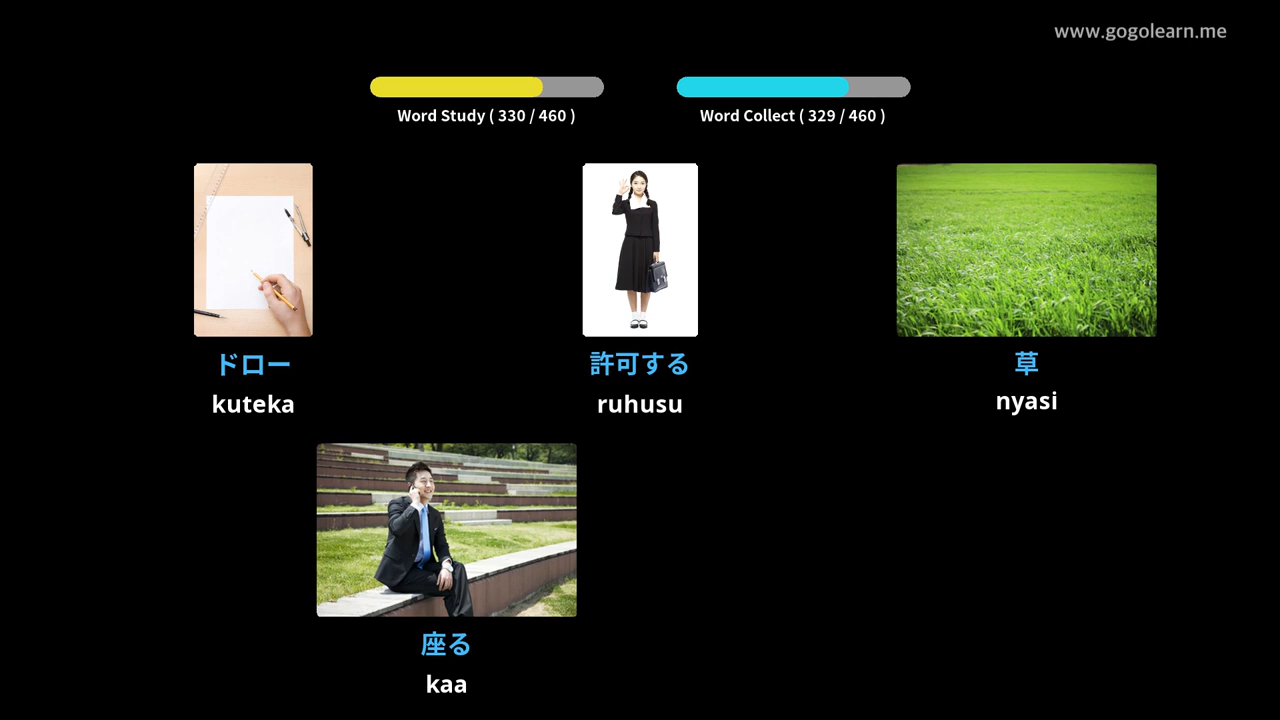 www.gogolearn.me
Word Study ( 330 / 460 )
Word Collect ( 329 / 460 )
ドロー
kuteka
許可する
ruhusu
草
nyasi
座る
kaa